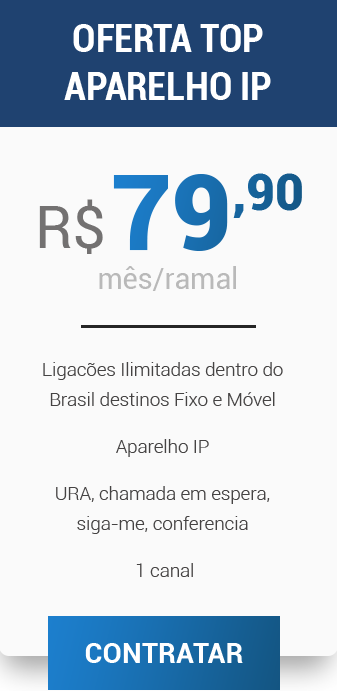 OFERTA TOP
APARELHO IP
R$79,90
mês/ramal
Ligacões Ilimitadas dentro do
Brasil destinos Fixo e Móvel
Aparelho IP
URA, chamada em espera,
siga-me, conferencia
1 canal
CONTRATAR